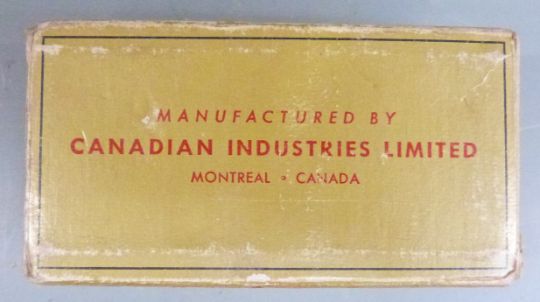 MANUFACTURED BY
CANADIAN INDUSTRIES LIMITED
MONTREAL ∘ CANADA